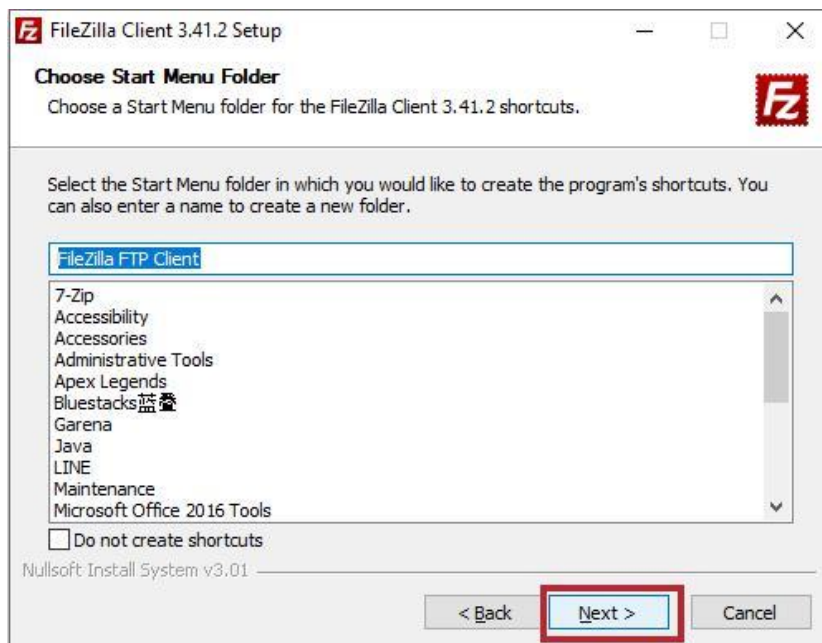 FileZilla Client 3.41.2 Setup
Choose Start Menu Folder
Choose a Start Menu folder for the FileZilla Client 3.41.2 shortcuts.
Fz
Select the Start Menu folder in which you would like to create the program's shortcuts. You
can also enter a name to create a new folder.
FileZilla FTP Client
7-Zip
Accessibility
Accessories
Administrative Tools
Apex Legends
Bluestacks蓝叠
Garena
Java
LINE
Maintenance
Microsoft Office 2016 Tools
Do not create shortcuts
Nullsoft Install System v3.01
< Back
Next >
Cancel